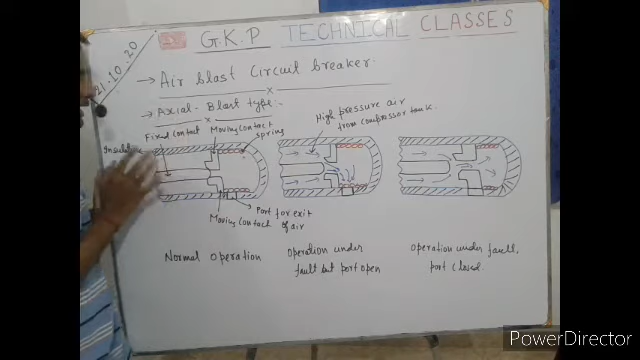 G.K.P TECHNICAL CLASSES
21.10.20
→ Air blast Circuit breaker.
→ Axial-Blast type:-
Fixed contact
Moving contact
spring
High pressure air
from compressor tank.
Port for exit
of air
Moving contact
Normal operation
operation under
fault but port open
operation under fault,
port closed.
PowerDirector